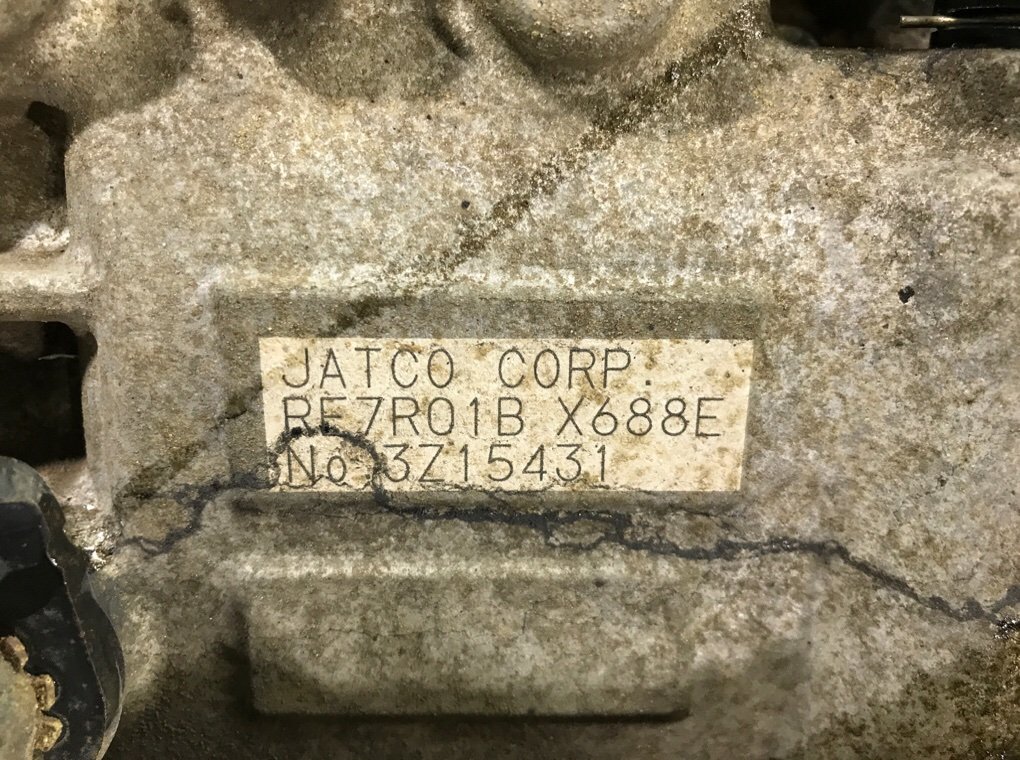 JATCO CORP.
RE7R01B X688E
No 3Z15431